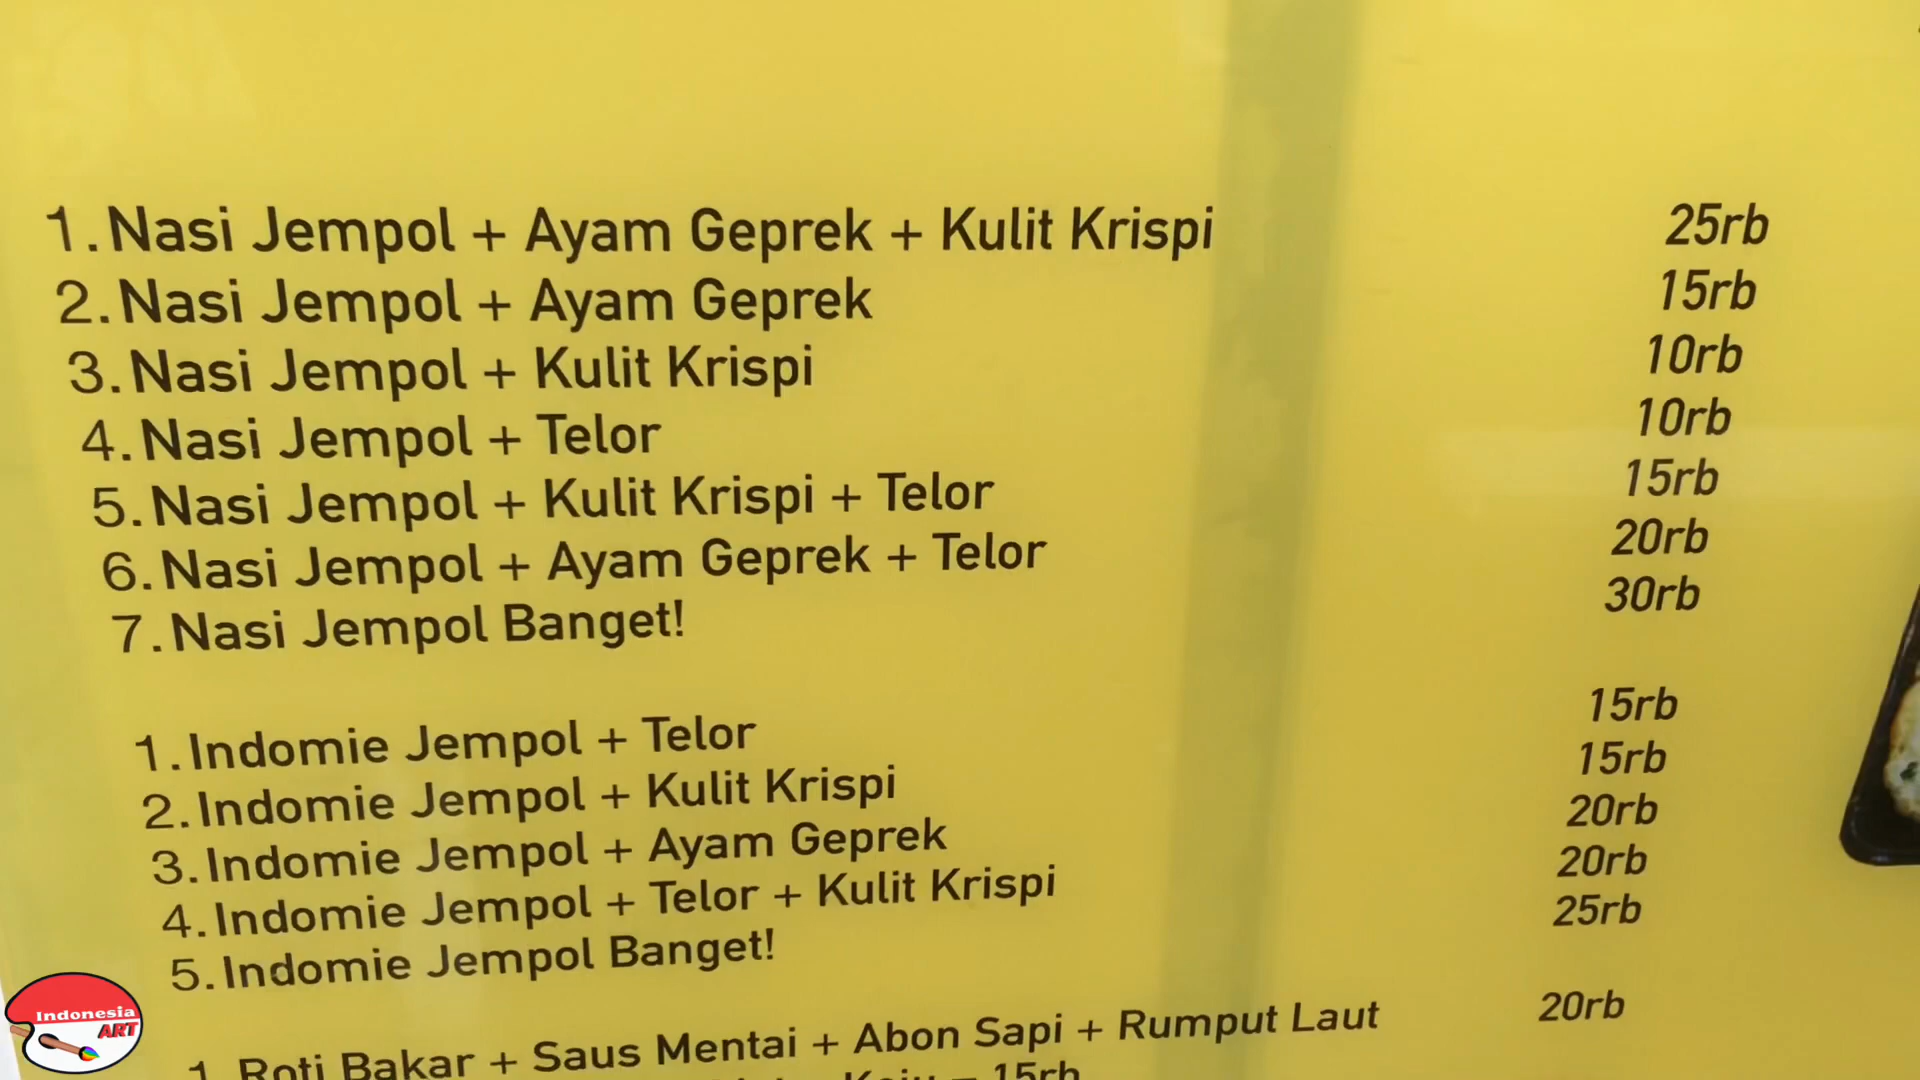 1. Nasi Jempol + Ayam Geprek + Kulit Krispi 25rb
2. Nasi Jempol + Ayam Geprek 15rb
3. Nasi Jempol + Kulit Krispi 10rb
4. Nasi Jempol + Telor 10rb
5. Nasi Jempol + Kulit Krispi + Telor 15rb
6. Nasi Jempol + Ayam Geprek + Telor 20rb
7. Nasi Jempol Banget! 30rb
1. Indomie Jempol + Telor 15rb
2. Indomie Jempol + Kulit Krispi 15rb
3. Indomie Jempol + Ayam Geprek 20rb
4. Indomie Jempol + Telor + Kulit Krispi 20rb
5. Indomie Jempol Banget! 25rb
1. Roti Bakar + Saus Mentai + Abon Sapi + Rumput Laut 20rb
Keju – 15rb
Indonesia
ART